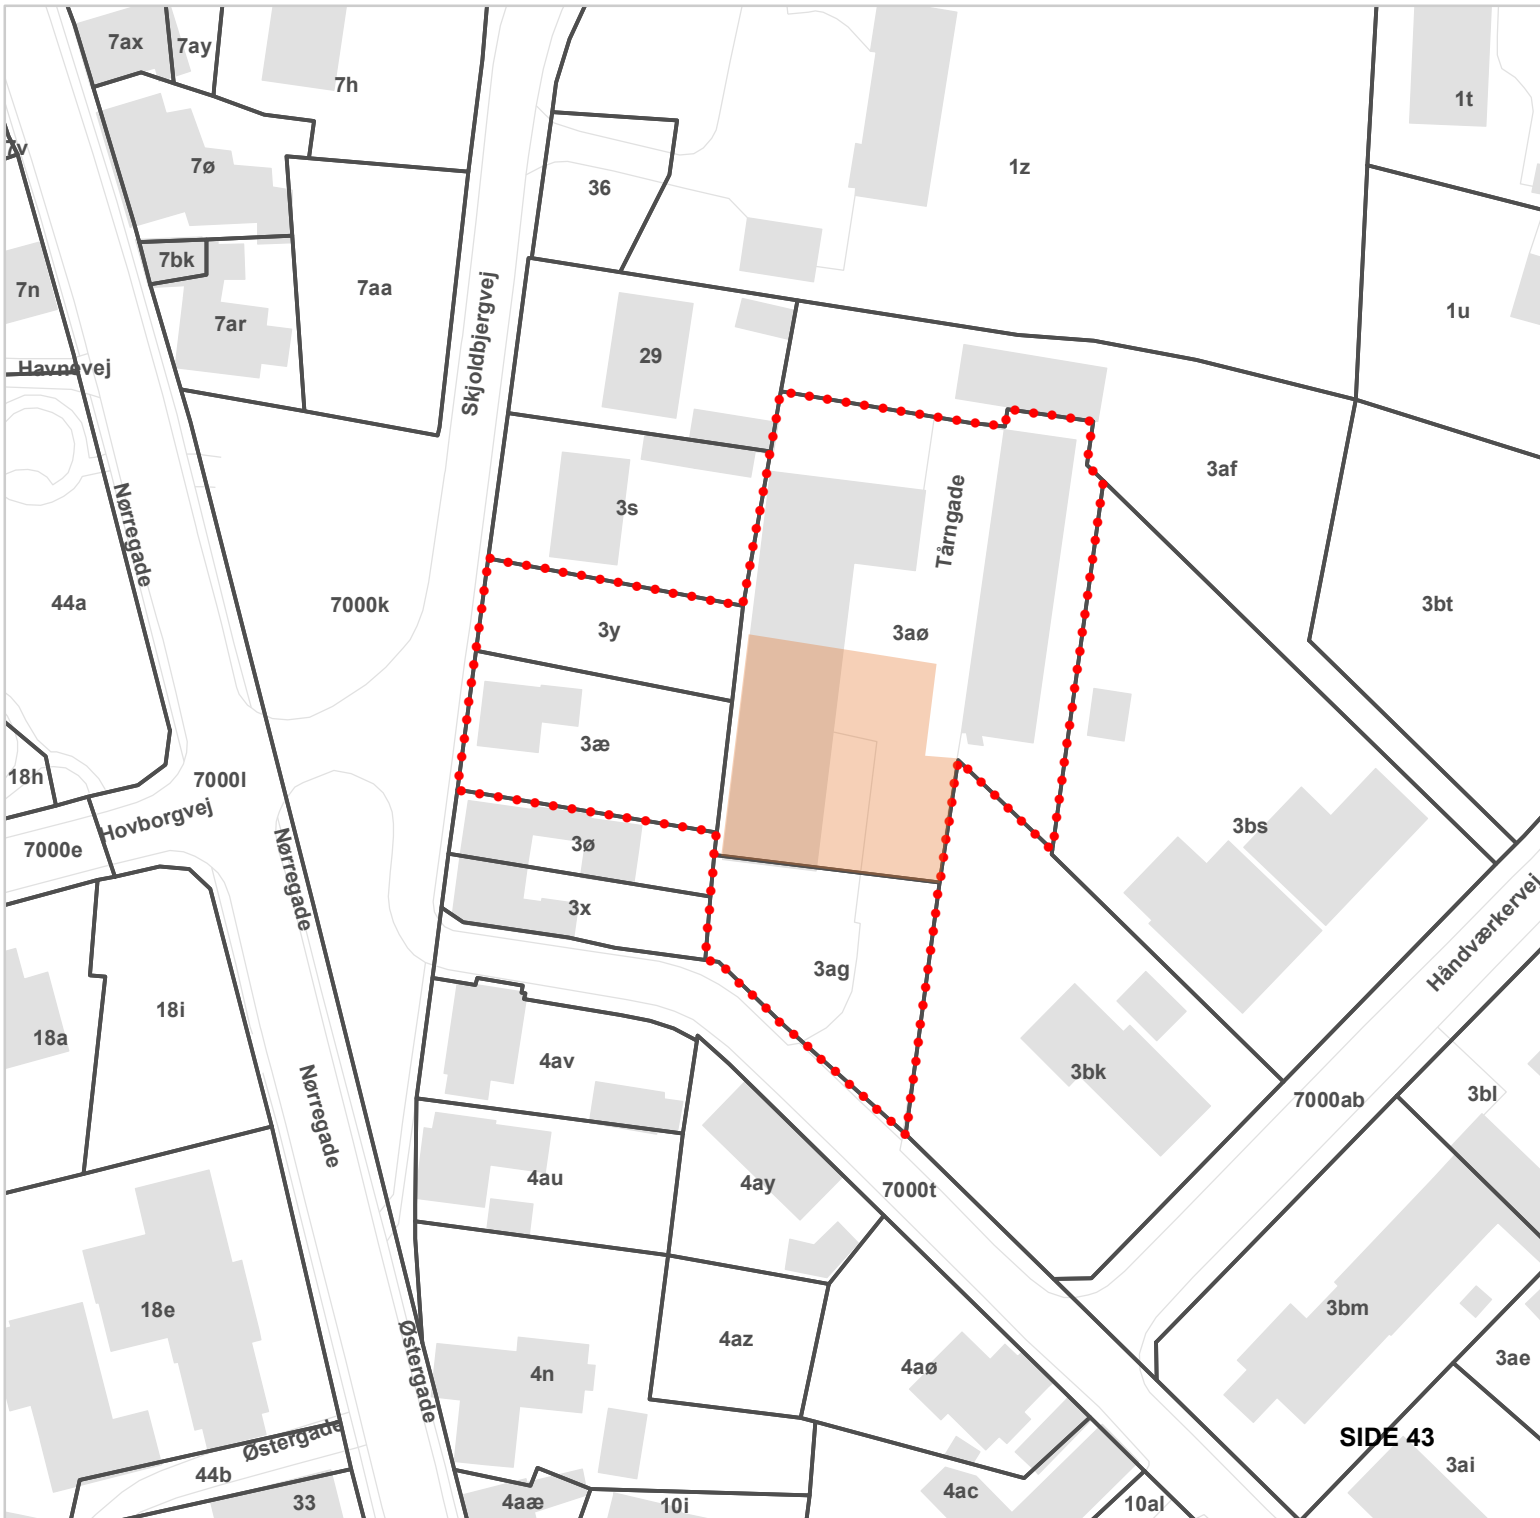 7ax
7ay
7h
1t
7v
7ø
1z
36
7bk
7n
7aa
7ar
1u
Havnevej
Skjoldbjergvej
29
3s
3af
Nørregade
Tårngade
44a
7000k
3y
3aø
3bt
3æ
18h
7000l
Hovborgvej
7000e
3ø
3bs
Nørregade
3x
Håndværkervej
3ag
18i
18a
4av
3bk
Nørregade
7000ab
3bl
4au
4ay
7000t
18e
3bm
4az
Østergade
4n
4aø
3ae
Østergade
SIDE 43
44b
3ai
33
4aæ
10i
4ac
10al